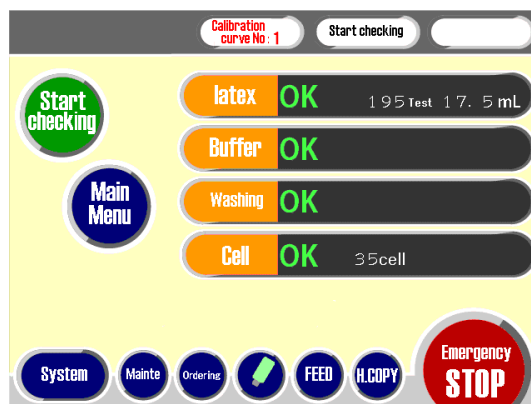 Calibration
curve No: 1
Start checking
Start
checking
Main
Menu
latex OK 195 Test 17. 5 mL
Buffer OK
Washing OK
Cell OK 35cell
System
Mainte
Ordering
FEED
H.COPY
Emergency
STOP